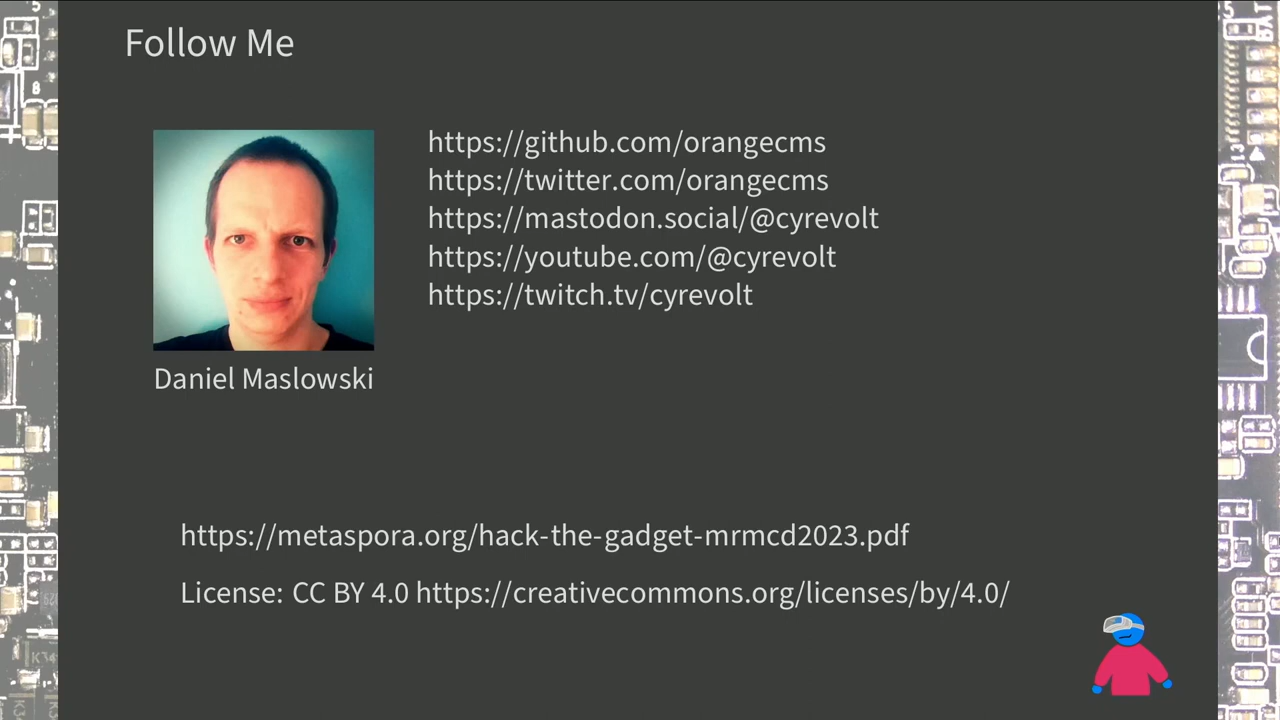 Follow Me
https://github.com/orangecms
https://twitter.com/orangecms
https://mastodon.social/@cyrevolt
https://youtube.com/@cyrevolt
https://twitch.tv/cyrevolt
Daniel Maslowski
https://metaspora.org/hack-the-gadget-mrmcd2023.pdf
License: CC BY 4.0 https://creativecommons.org/licenses/by/4.0/